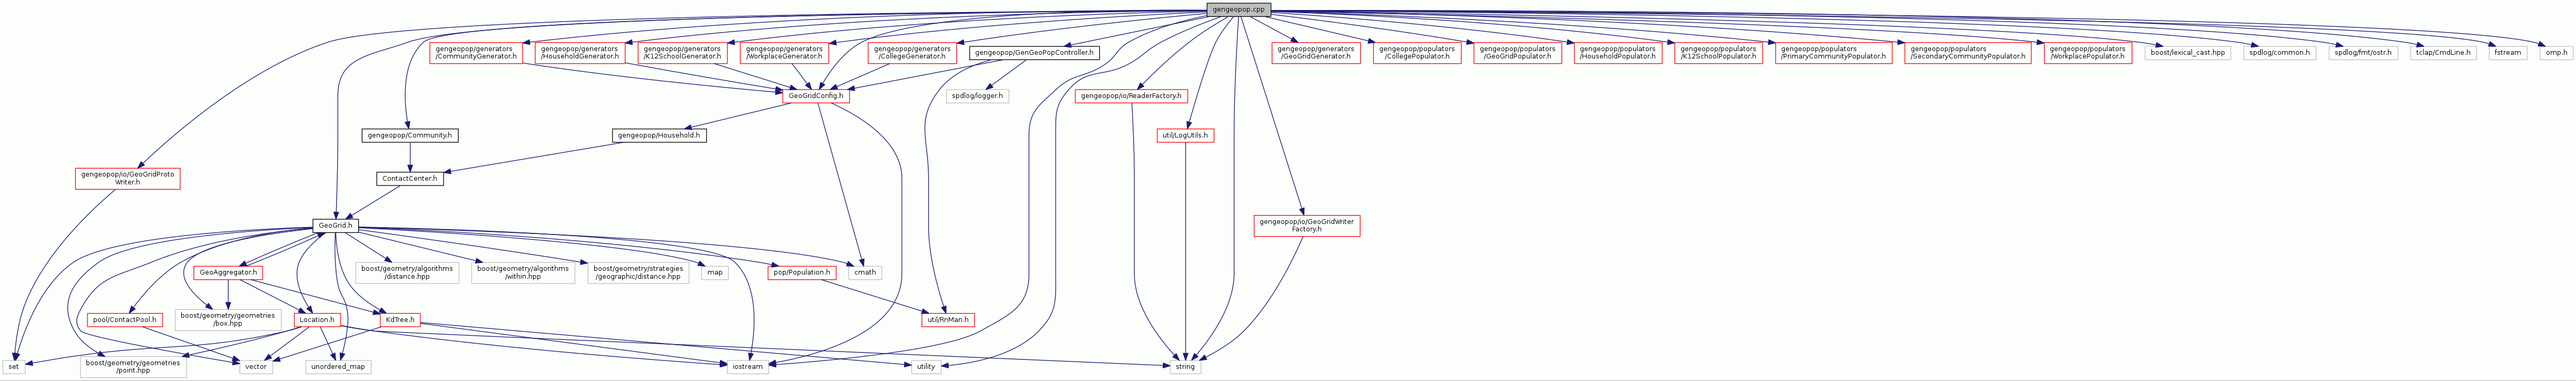 gengeopop.cpp
gengeopop/generators
/CommunityGenerator.h
gengeopop/generators
/HouseholdGenerator.h
gengeopop/generators
/K12SchoolGenerator.h
gengeopop/generators
/WorkplaceGenerator.h
gengeopop/generators
/CollegeGenerator.h
gengeopop/GenGeoPopController.h
gengeopop/generators
/GeoGridGenerator.h
gengeopop/populators
/CollegePopulator.h
gengeopop/populators
/GeoGridPopulator.h
gengeopop/populators
/HouseholdPopulator.h
gengeopop/populators
/K12SchoolPopulator.h
gengeopop/populators
/PrimaryCommunityPopulator.h
gengeopop/populators
/SecondaryCommunityPopulator.h
gengeopop/populators
/WorkplacePopulator.h
boost/lexical_cast.hpp
spdlog/common.h
spdlog/fmt/ostr.h
tclap/CmdLine.h
fstream
omp.h
GeoGridConfig.h
spdlog/logger.h
gengeopop/io/ReaderFactory.h
gengeopop/Community.h
gengeopop/Household.h
util/LogUtils.h
gengeopop/io/GeoGridProto
Writer.h
ContactCenter.h
GeoGrid.h
gengeopop/io/GeoGridWriter
Factory.h
GeoAggregator.h
boost/geometry/algorithms
/distance.hpp
boost/geometry/algorithms
/within.hpp
boost/geometry/strategies
/geographic/distance.hpp
map
pop/Population.h
cmath
pool/ContactPool.h
boost/geometry/geometries
/box.hpp
Location.h
KdTree.h
util/RnMan.h
set
boost/geometry/geometries
/point.hpp
vector
unordered_map
iostream
utility
string